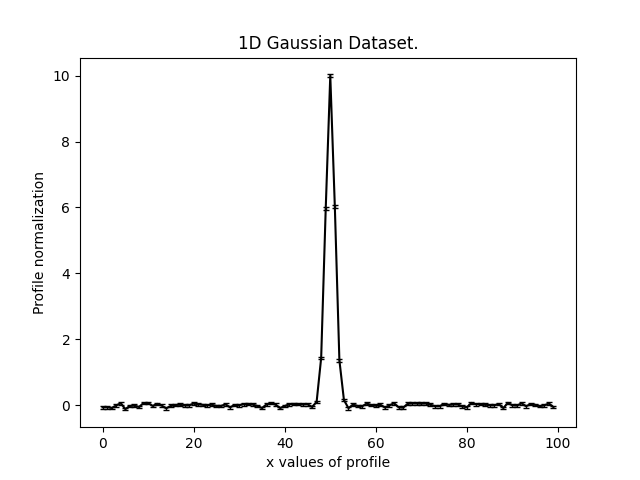 1D Gaussian Dataset.
10
8
6
4
2
0
Profile normalization
0 20 40 60 80 100
x values of profile